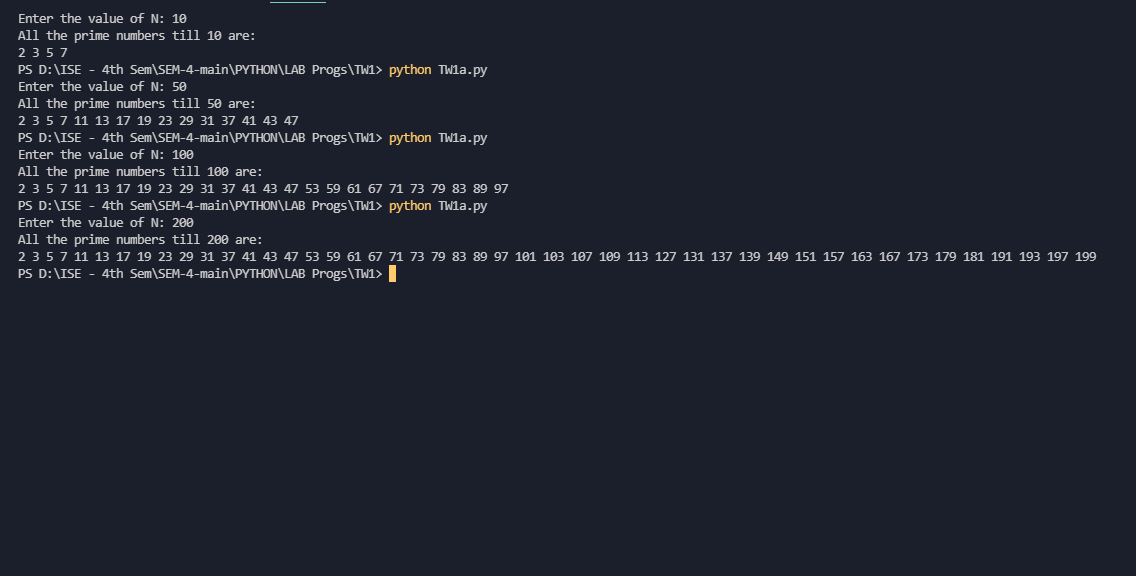 Enter the value of N: 10
All the prime numbers till 10 are:
2 3 5 7
PS D:\ISE - 4th Sem\SEM-4-main\PYTHON\LAB Progs\TW1> python TW1a.py
Enter the value of N: 50
All the prime numbers till 50 are:
2 3 5 7 11 13 17 19 23 29 31 37 41 43 47
PS D:\ISE - 4th Sem\SEM-4-main\PYTHON\LAB Progs\TW1> python TW1a.py
Enter the value of N: 100
All the prime numbers till 100 are:
2 3 5 7 11 13 17 19 23 29 31 37 41 43 47 53 59 61 67 71 73 79 83 89 97
PS D:\ISE - 4th Sem\SEM-4-main\PYTHON\LAB Progs\TW1> python TW1a.py
Enter the value of N: 200
All the prime numbers till 200 are:
2 3 5 7 11 13 17 19 23 29 31 37 41 43 47 53 59 61 67 71 73 79 83 89 97 101 103 107 109 113 127 131 137 139 149 151 157 163 167 173 179 181 191 193 197 199
PS D:\ISE - 4th Sem\SEM-4-main\PYTHON\LAB Progs\TW1>